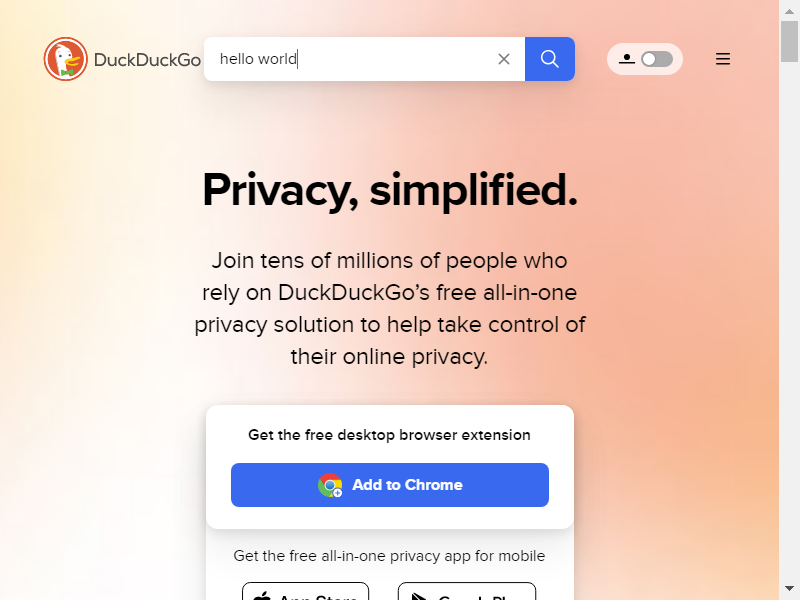 DuckDuckGo
hello world
Privacy, simplified.
Join tens of millions of people who
rely on DuckDuckGo’s free all-in-one
privacy solution to help take control of
their online privacy.
Get the free desktop browser extension
Add to Chrome
Get the free all-in-one privacy app for mobile
App Store